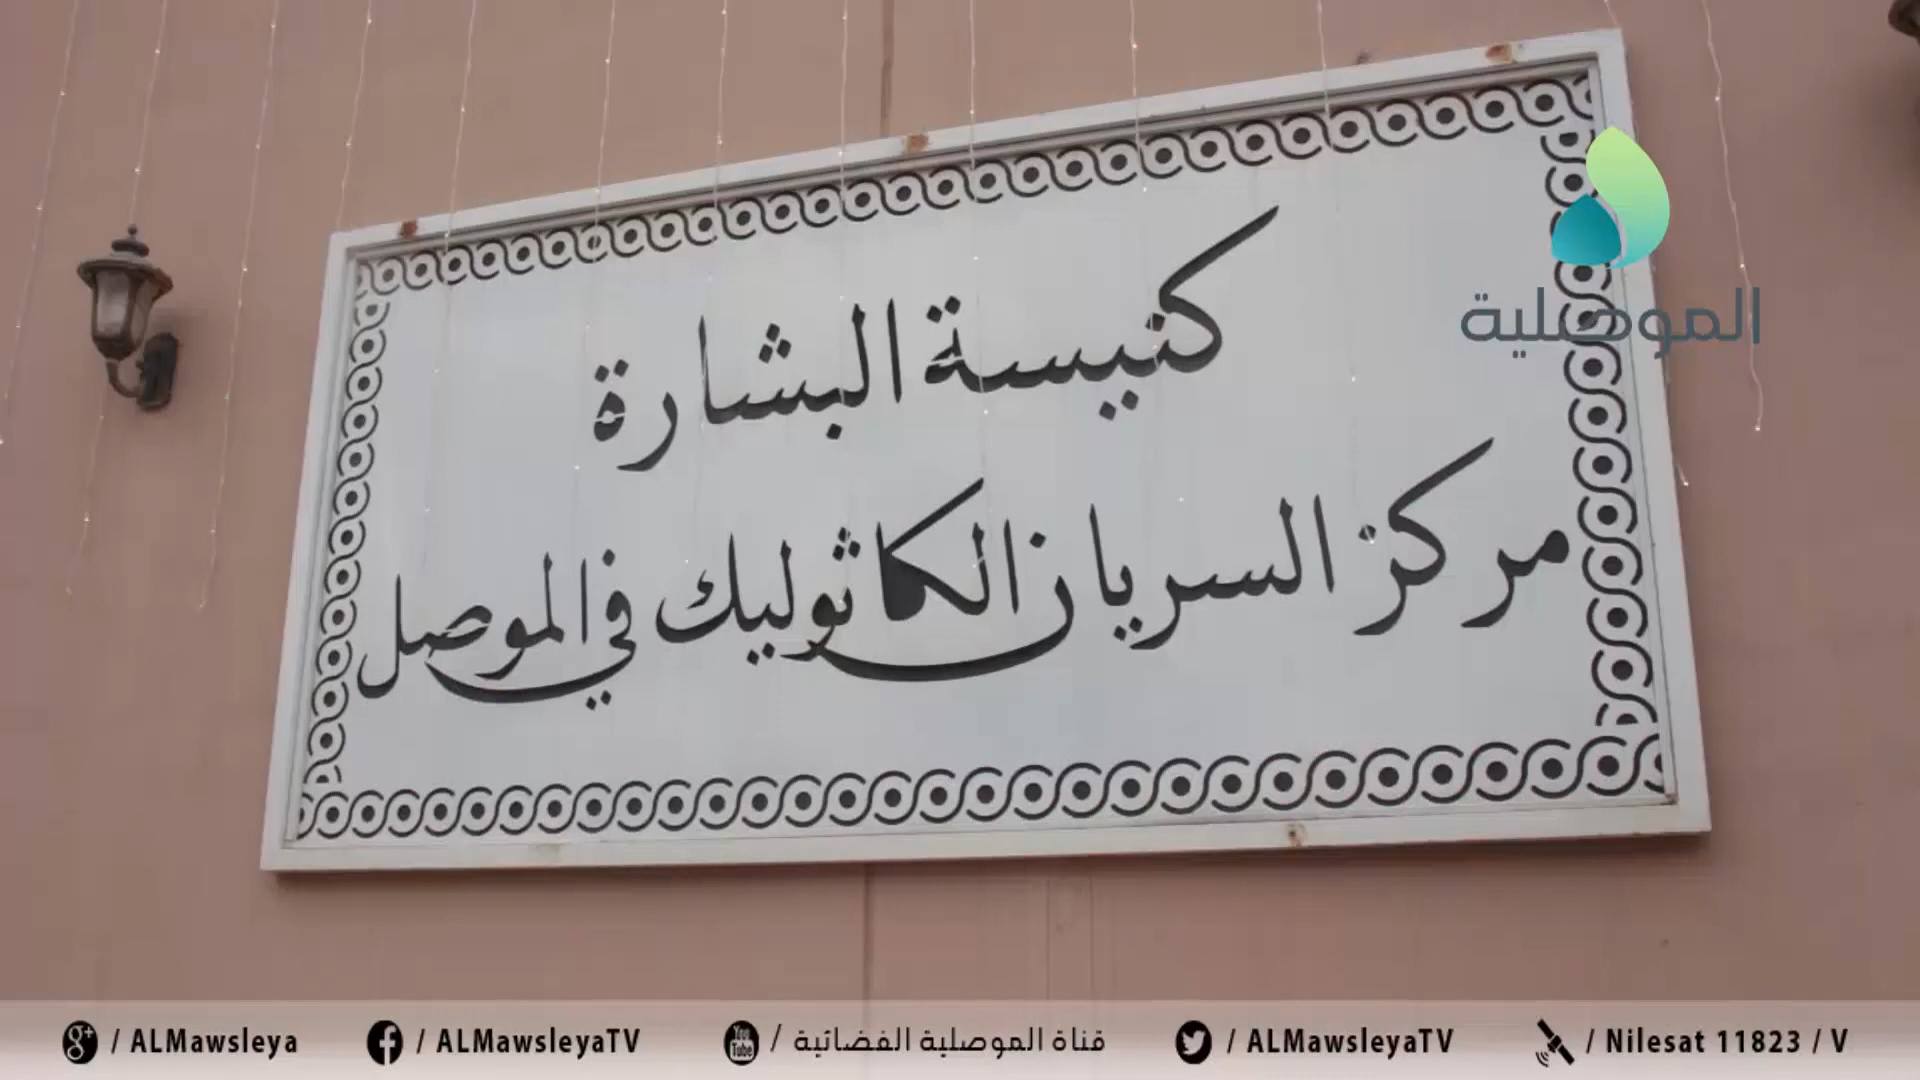 كنيسة البشارة
مركز السريان الكاثوليك في الموصل
الموصلية
/ ALMawsleya
/ ALMawsleyaTV
/ قناة الموصلية الفضائية
/ ALMawsleyaTV
/ Nilesat 11823 / V